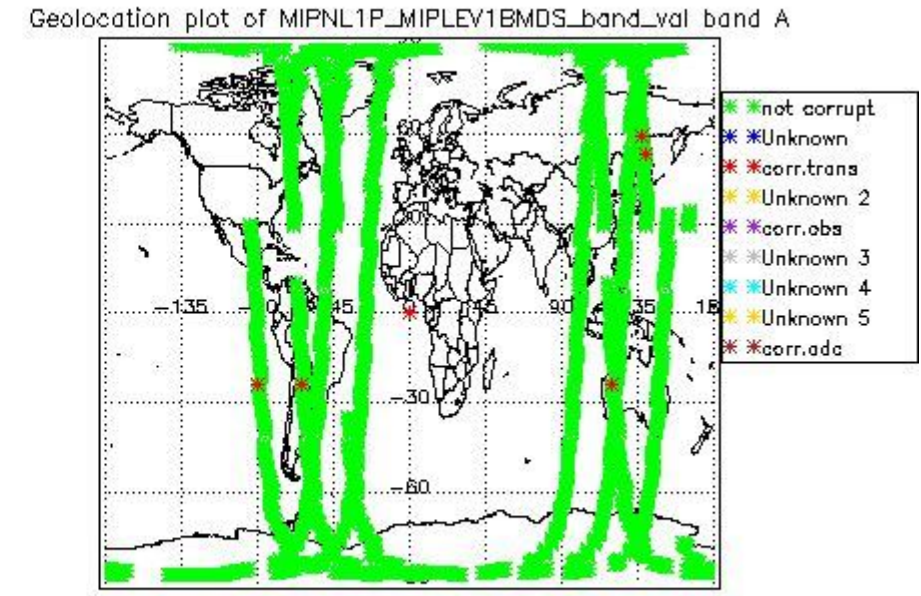 Geolocation plot of MIPNL1P_MIPLEV1BMDS_band_val band A
not corrupt
Unknown
corr.trans
Unknown 2
corr.obs
Unknown 3
Unknown 4
Unknown 5
corr.adc
60
-135
45
90
-30
-60